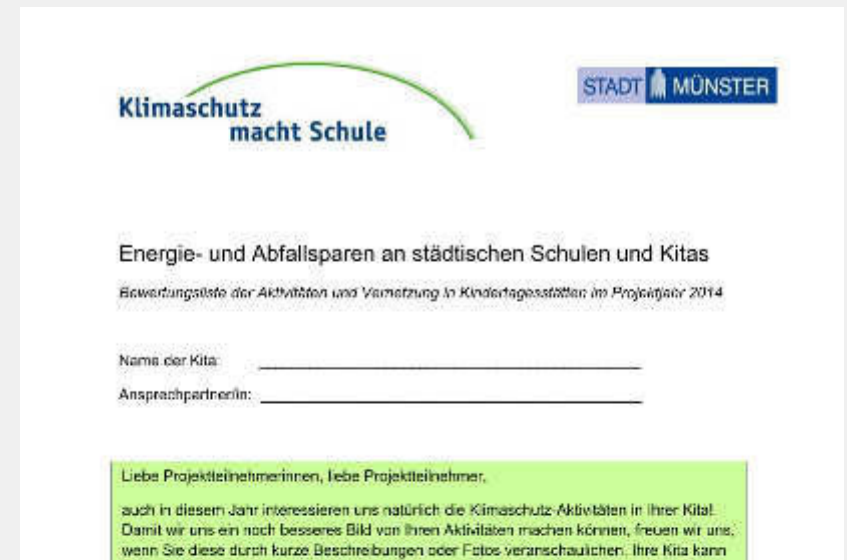 Klimaschutz
macht Schule
STADT MÜNSTER
Energie- und Abfallsparen an städtischen Schulen und Kitas
Bewertungsliste der Aktivitäten und Vernetzung in Kindertagesstätten im Projektjahr 2014
Name der Kita:
Ansprechpartner/in:
Liebe Projektteilnehmerinnen, liebe Projektteilnehmer,
auch in diesem Jahr interessieren uns natürlich die Klimaschutz-Aktivitäten in Ihrer Kita!
Damit wir uns ein noch besseres Bild von Ihren Aktivitäten machen können, freuen wir uns,
wenn Sie diese durch kurze Beschreibungen oder Fotos veranschaulichen. Ihre Kita kann